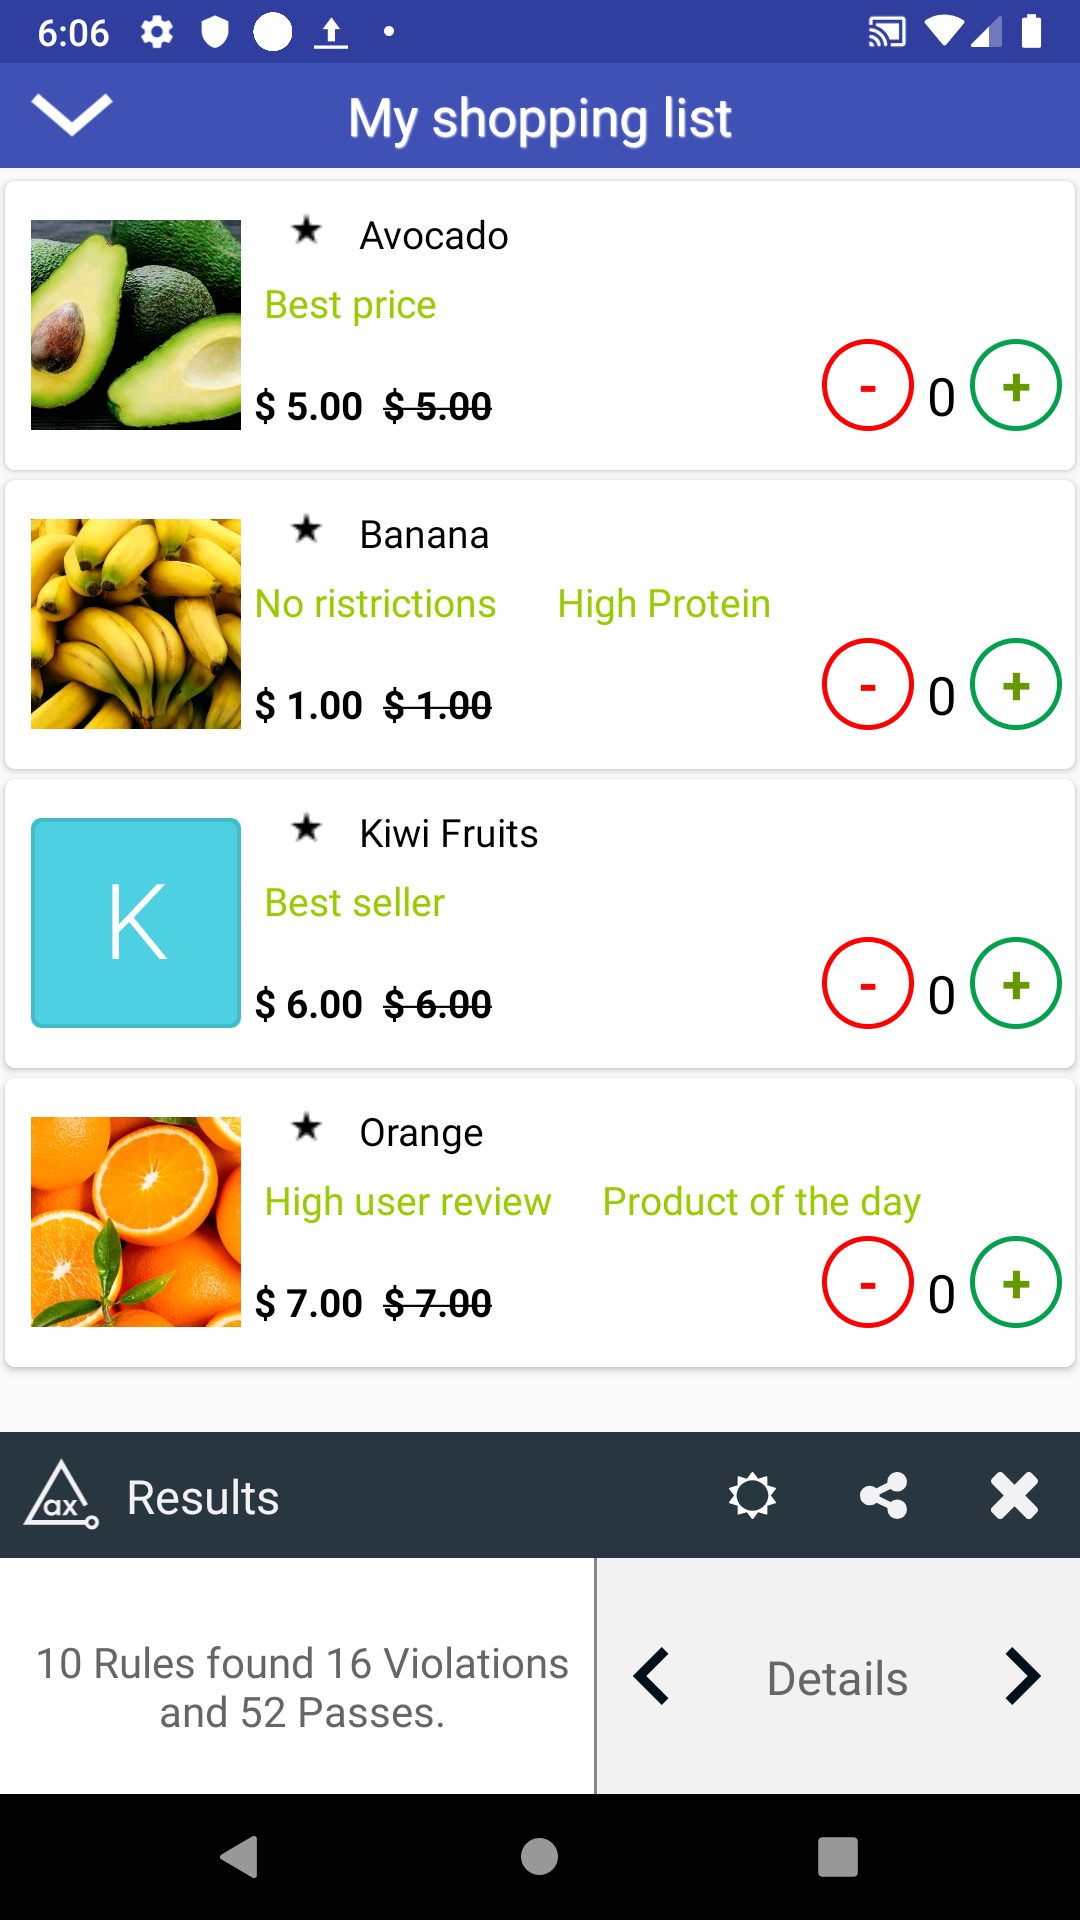 6:06
My shopping list
★ Avocado
Best price
$ 5.00 $ 5.00
- 0 +
★ Banana
No ristrictions High Protein
$ 1.00 $ 1.00
- 0 +
K
★ Kiwi Fruits
Best seller
$ 6.00 $ 6.00
- 0 +
★ Orange
High user review Product of the day
$ 7.00 $ 7.00
- 0 +
ax Results
10 Rules found 16 Violations
and 52 Passes.
Details